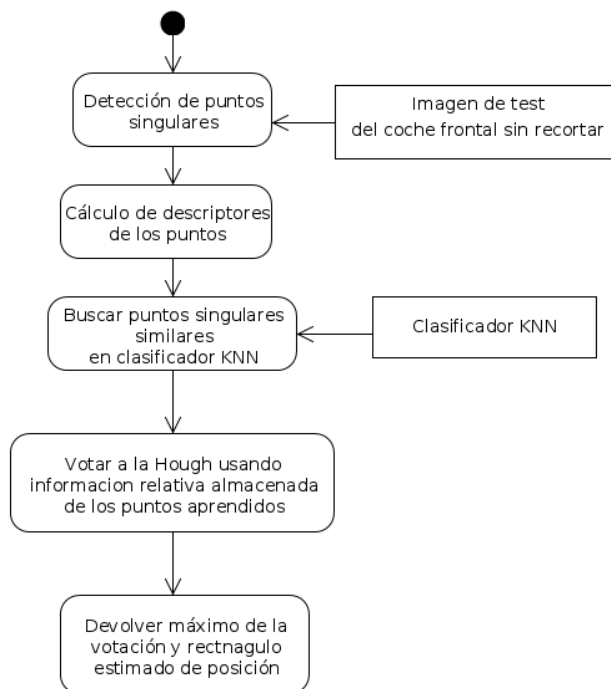 Detección de puntos
singulares
Imagen de test
del coche frontal sin recortar
Cálculo de descriptores
de los puntos
Buscar puntos singulares
similares
en clasificador KNN
Clasificador KNN
Votar a la Hough usando
informacion relativa almacenada
de los puntos aprendidos
Devolver máximo de la
votación y rectnagulo
estimado de posición